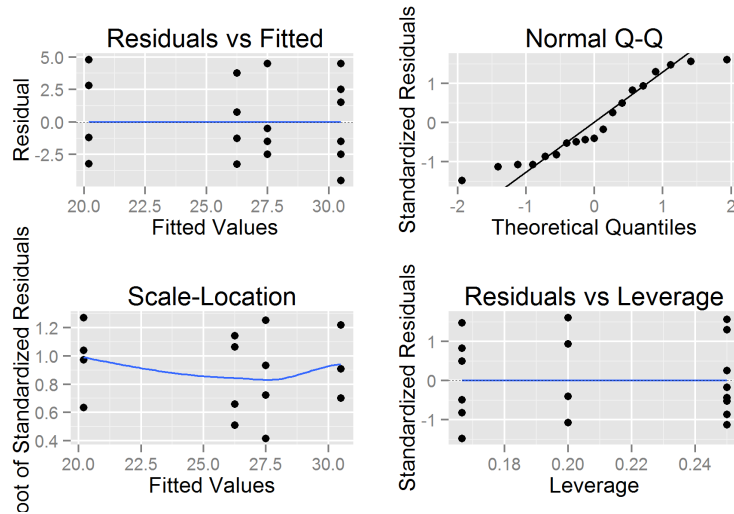 Residuals vs Fitted
Residual
5.0
2.5
0.0
-2.5
20.0 22.5 25.0 27.5 30.0
Fitted Values
Normal Q-Q
Standardized Residuals
1
0
-1
-2 -1 0 1 2
Theoretical Quantiles
Scale-Location
oot of Standardized Residuals
1.2
1.0
0.8
0.6
0.4
20.0 22.5 25.0 27.5 30.0
Fitted Values
Residuals vs Leverage
Standardized Residuals
1
0
-1
0.18 0.20 0.22 0.24
Leverage